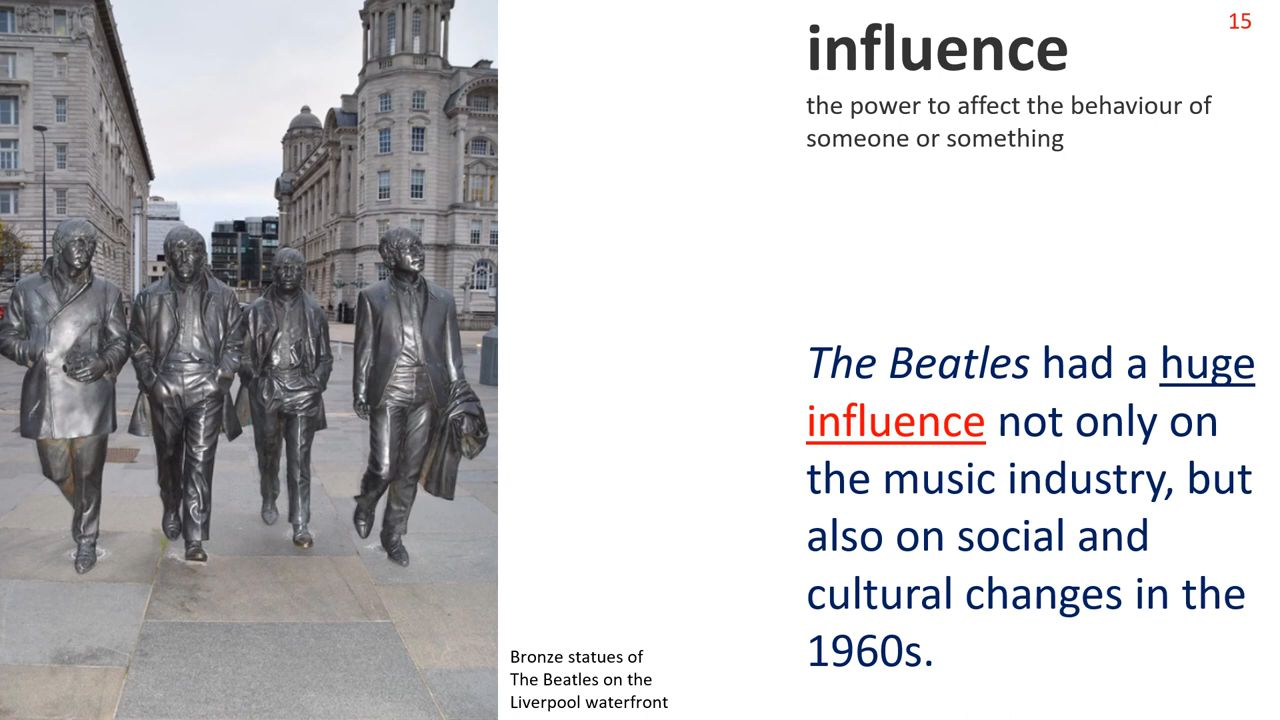 15
influence
the power to affect the behaviour of
someone or something
The Beatles had a huge
influence not only on
the music industry, but
also on social and
cultural changes in the
1960s.
Bronze statues of
The Beatles on the
Liverpool waterfront